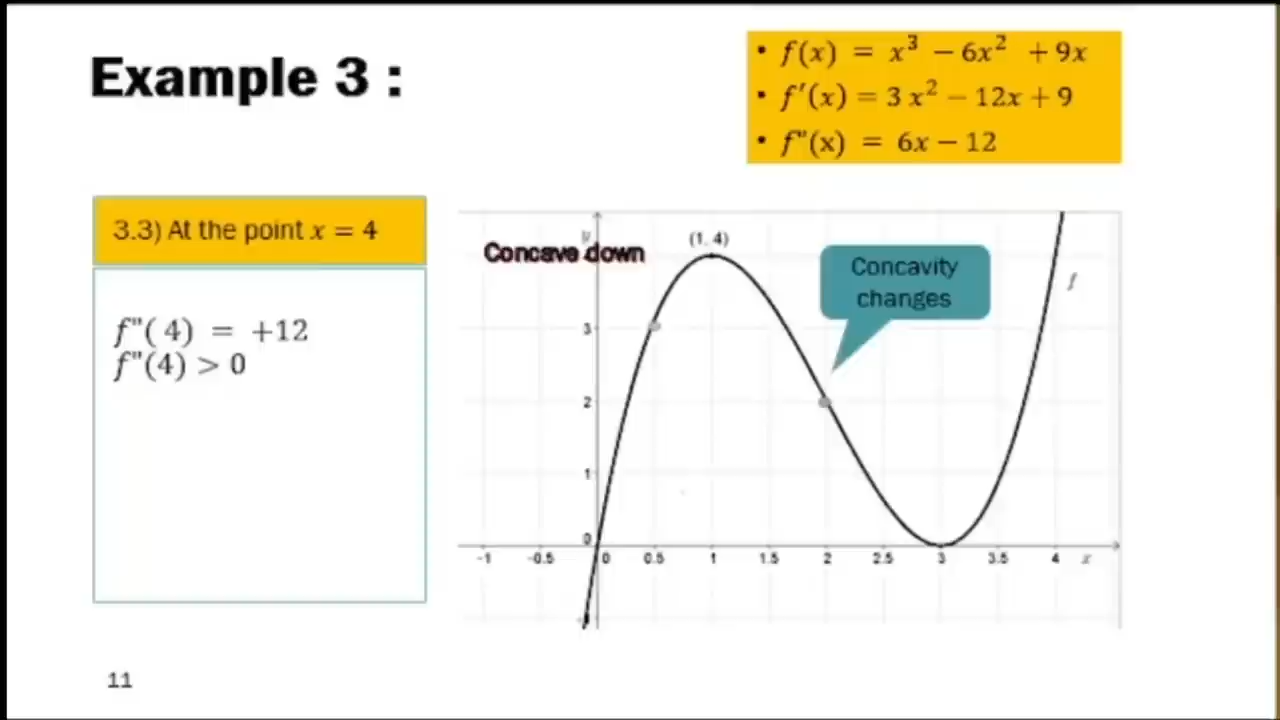 Example 3 :
• f(x) = x³ − 6x² + 9x
• f'(x) = 3 x² − 12x + 9
• f"(x) = 6x − 12
3.3) At the point x = 4
f"( 4) = +12
f"(4) > 0
y
Concave down
(1, 4)
Concavity
changes
f
3
2
1
0
-1 -0.5 0 0.5 1 1.5 2 2.5 3 3.5 4 x
11